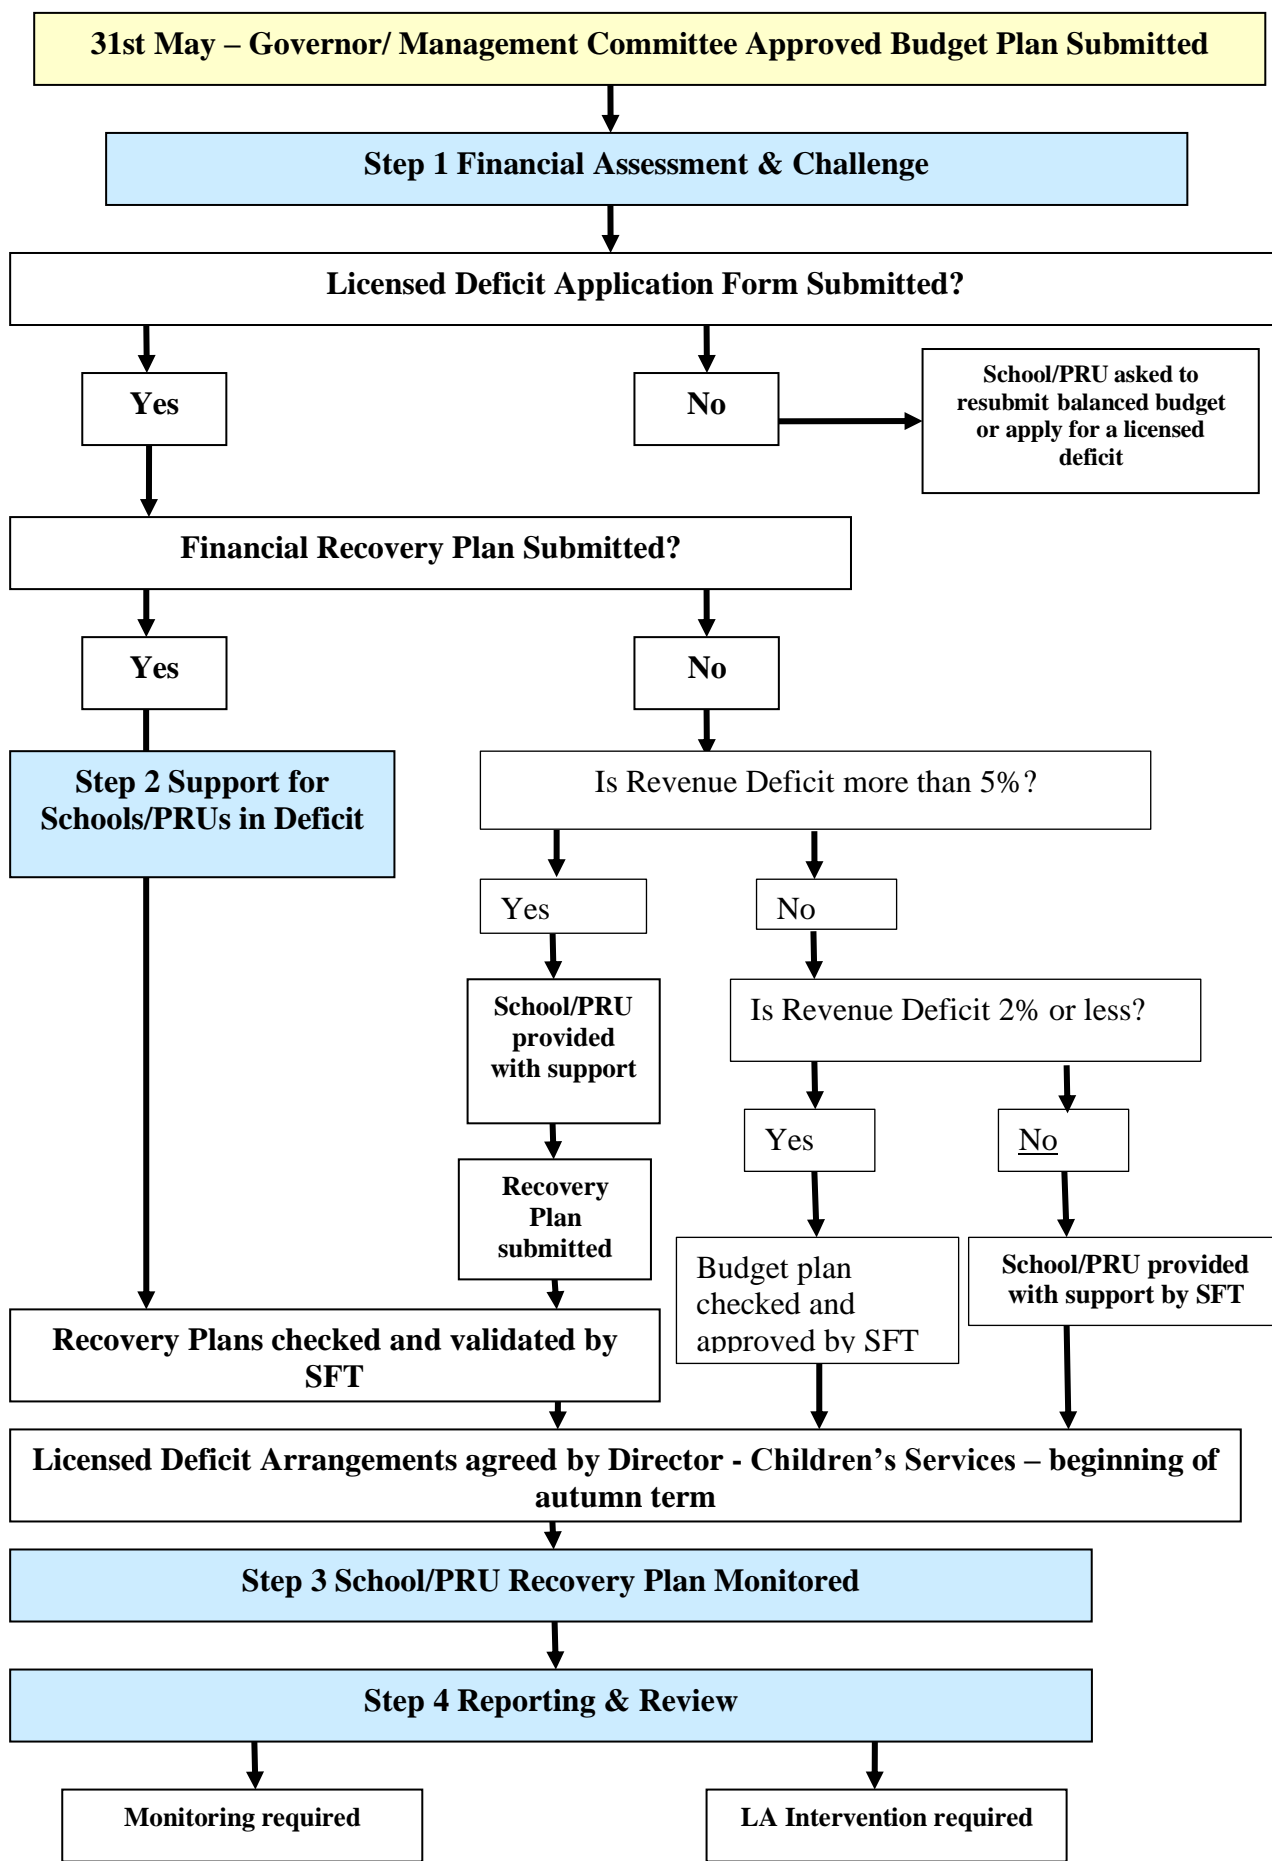 31st May – Governor/ Management Committee Approved Budget Plan Submitted
Step 1 Financial Assessment & Challenge
Licensed Deficit Application Form Submitted?
Yes
No
School/PRU asked to
resubmit balanced budget
or apply for a licensed
deficit
Financial Recovery Plan Submitted?
Yes
No
Step 2 Support for
Schools/PRUs in Deficit
Is Revenue Deficit more than 5%?
Yes
No
School/PRU
provided
with support
Is Revenue Deficit 2% or less?
Yes
No
Recovery
Plan
submitted
Budget plan
checked and
approved by SFT
School/PRU provided
with support by SFT
Recovery Plans checked and validated by
SFT
Licensed Deficit Arrangements agreed by Director - Children’s Services – beginning of
autumn term
Step 3 School/PRU Recovery Plan Monitored
Step 4 Reporting & Review
Monitoring required
LA Intervention required